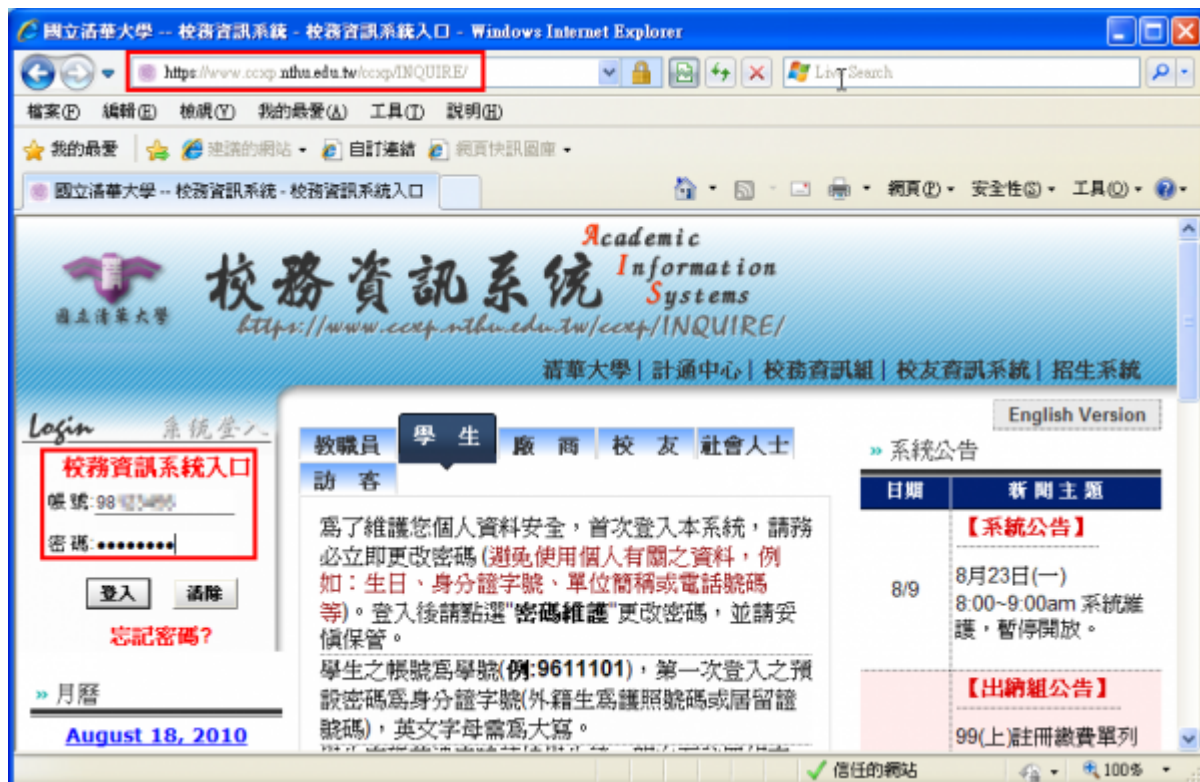 國立清華大學 -- 校務資訊系統 - 校務資訊系統入口 - Windows Internet Explorer
https://www.ccxp.nthu.edu.tw/ccxp/INQUIRE/
Live Search
檔案(F) 編輯(E) 檢視(V) 我的最愛(A) 工具(T) 說明(H)
我的最愛 建議的網站 自訂連結 網頁快訊圖庫
國立清華大學 -- 校務資訊系統 - 校務資訊系統入口
網頁(P) 安全性(S) 工具(O)
國立清華大學
校務資訊系統
Academic
Information
Systems
https://www.ccxp.nthu.edu.tw/ccxp/INQUIRE/
清華大學| 計通中心| 校務資訊組| 校友資訊系統| 招生系統
Login 系統登入
校務資訊系統入口
帳號:98
密碼:••••••••
登入 清除
忘記密碼?
» 月曆
August 18, 2010
教職員 學生 廠商 校友 社會人士
訪客
為了維護您個人資料安全,首次登入本系統,請務
必立即更改密碼(避免使用個人有關之資料,例
如:生日、身分證字號、單位簡稱或電話號碼
等)。登入後請點選"密碼維護"更改密碼,並請妥
慎保管。
學生之帳號為學號(例:9611101),第一次登入之預
設密碼為身分證字號(外籍生為護照號碼或居留證
號碼),英文字母需為大寫。
English Version
» 系統公告
日期 新聞主題
【系統公告】
8/9
8月23日(一)
8:00~9:00am 系統維
護,暫停開放。
【出納組公告】
99(上)註冊繳費單列
信任的網站 100%